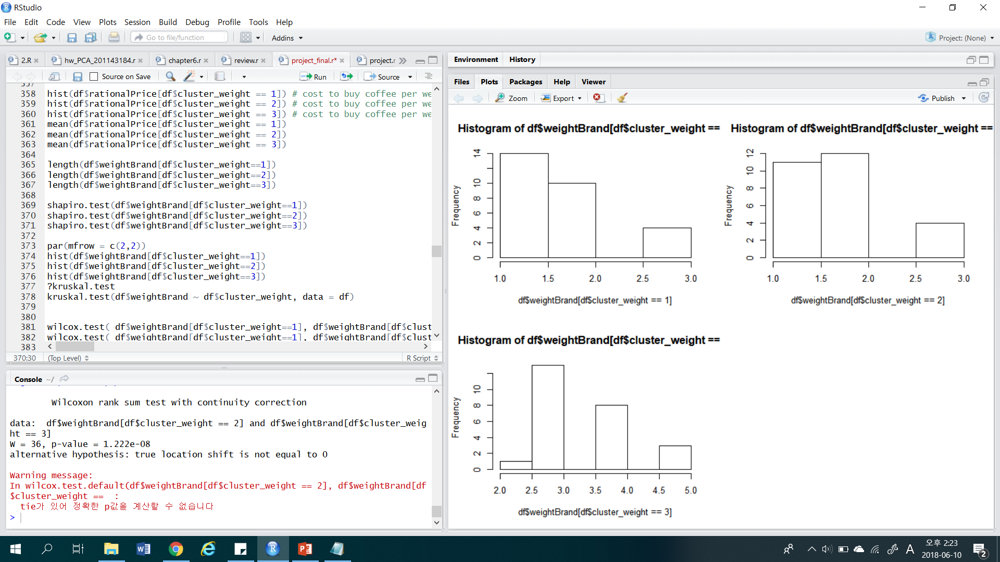 RStudio
File Edit Code View Plots Session Build Debug Profile Tools Help
Go to file/function
Addins
Project: (None)
2.R
hw_PCA_201143184.r
chapter6.r
review.r
project_final.r*
project.r
Source on Save
Run
Source
358 hist(df$rationalPrice[df$cluster_weight == 1]) # cost to buy coffee per we
359 hist(df$rationalPrice[df$cluster_weight == 2]) # cost to buy coffee per we
360 hist(df$rationalPrice[df$cluster_weight == 3]) # cost to buy coffee per we
361 mean(df$rationalPrice[df$cluster_weight == 1])
362 mean(df$rationalPrice[df$cluster_weight == 2])
363 mean(df$rationalPrice[df$cluster_weight == 3])
364
365 length(df$weightBrand[df$cluster_weight==1])
366 length(df$weightBrand[df$cluster_weight==2])
367 length(df$weightBrand[df$cluster_weight==3])
368
369 shapiro.test(df$weightBrand[df$cluster_weight==1])
370 shapiro.test(df$weightBrand[df$cluster_weight==2])
371 shapiro.test(df$weightBrand[df$cluster_weight==3])
372
373 par(mfrow = c(2,2))
374 hist(df$weightBrand[df$cluster_weight==1])
375 hist(df$weightBrand[df$cluster_weight==2])
376 hist(df$weightBrand[df$cluster_weight==3])
377 ?kruskal.test
378 kruskal.test(df$weightBrand ~ df$cluster_weight, data = df)
379
380
381 wilcox.test( df$weightBrand[df$cluster_weight==1], df$weightBrand[df$clust
382 wilcox.test( df$weightBrand[df$cluster_weight==1], df$weightBrand[df$clust
383
370:30 (Top Level) R Script
Console ~/
Wilcoxon rank sum test with continuity correction
data: df$weightBrand[df$cluster_weight == 2] and df$weightBrand[df$cluster_weig
ht == 3]
W = 36, p-value = 1.222e-08
alternative hypothesis: true location shift is not equal to 0
Warning message:
In wilcox.test.default(df$weightBrand[df$cluster_weight == 2], df$weightBrand[df
$cluster_weight == :
tie가 있어 정확한 p값을 계산할 수 없습니다
>
Environment History
Files Plots Packages Help Viewer
Zoom Export Publish
Histogram of df$weightBrand[df$cluster_weight ==
Frequency
0 2 4 6 8 10 14
1.0 1.5 2.0 2.5 3.0
df$weightBrand[df$cluster_weight == 1]
Histogram of df$weightBrand[df$cluster_weight ==
Frequency
0 2 4 6 8 10 12
1.0 1.5 2.0 2.5 3.0
df$weightBrand[df$cluster_weight == 2]
Histogram of df$weightBrand[df$cluster_weight ==
Frequency
0 2 4 6 8 10
2.0 2.5 3.0 3.5 4.0 4.5 5.0
df$weightBrand[df$cluster_weight == 3]
A
오후 2:23
2018-06-10
2